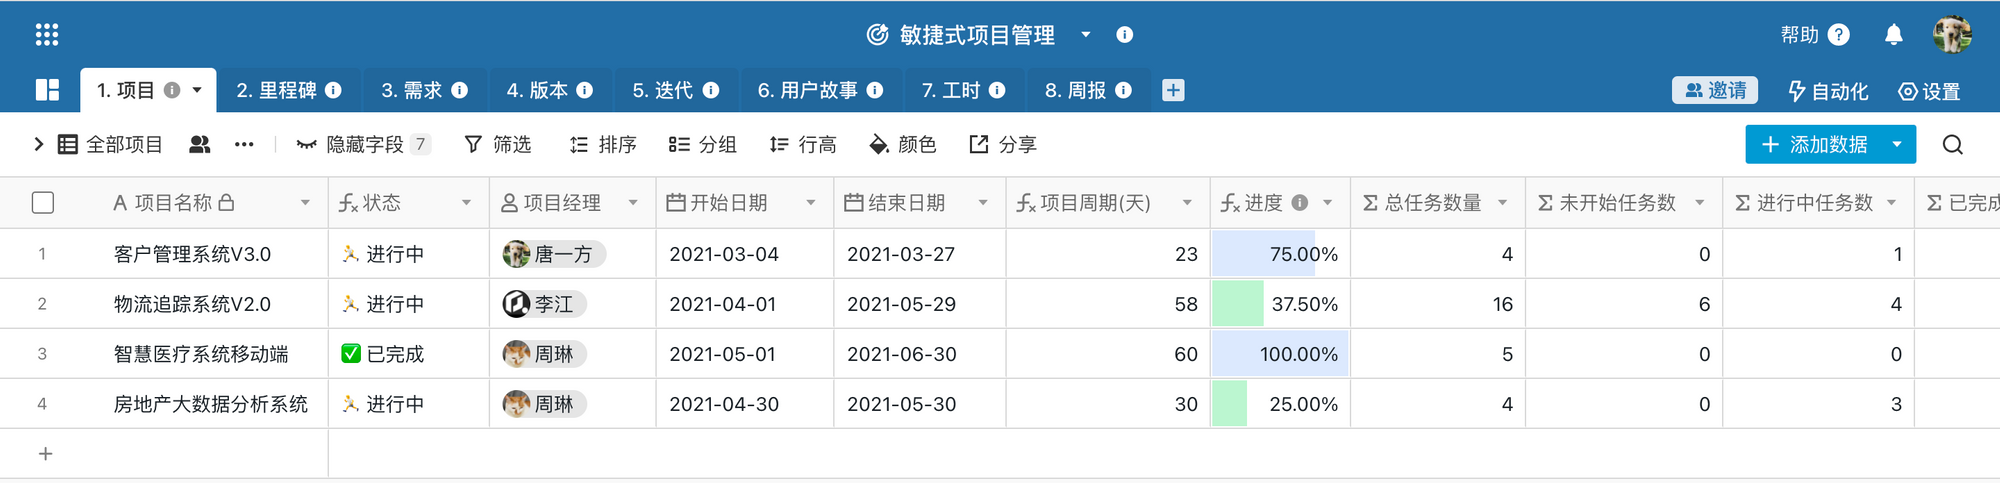 敏捷式项目管理
帮助
1. 项目 2. 里程碑 3. 需求 4. 版本 5. 迭代 6. 用户故事 7. 工时 8. 周报
邀请 自动化 设置
全部项目 隐藏字段 7 筛选 排序 分组 行高 颜色 分享 添加数据
项目名称 状态 项目经理 开始日期 结束日期 项目周期(天) 进度 总任务数量 未开始任务数 进行中任务数 已完
1 客户管理系统V3.0 进行中 唐一方 2021-03-04 2021-03-27 23 75.00% 4 0 1
2 物流追踪系统V2.0 进行中 李江 2021-04-01 2021-05-29 58 37.50% 16 6 4
3 智慧医疗系统移动端 已完成 周琳 2021-05-01 2021-06-30 60 100.00% 5 0 0
4 房地产大数据分析系统 进行中 周琳 2021-04-30 2021-05-30 30 25.00% 4 0 3